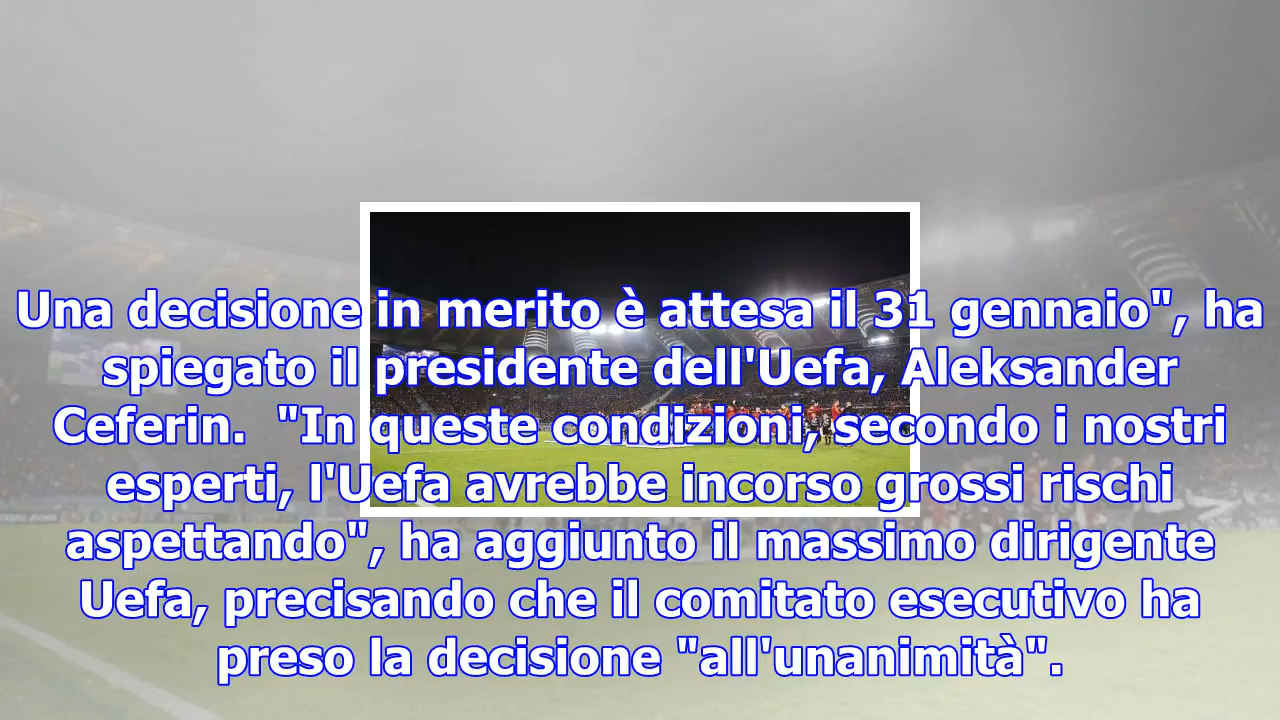 Una decisione in merito è attesa il 31 gennaio", ha
spiegato il presidente dell'Uefa, Aleksander
Ceferin.  "In queste condizioni, secondo i nostri
esperti, l'Uefa avrebbe incorso grossi rischi
aspettando", ha aggiunto il massimo dirigente
Uefa, precisando che il comitato esecutivo ha
preso la decisione "all'unanimità".